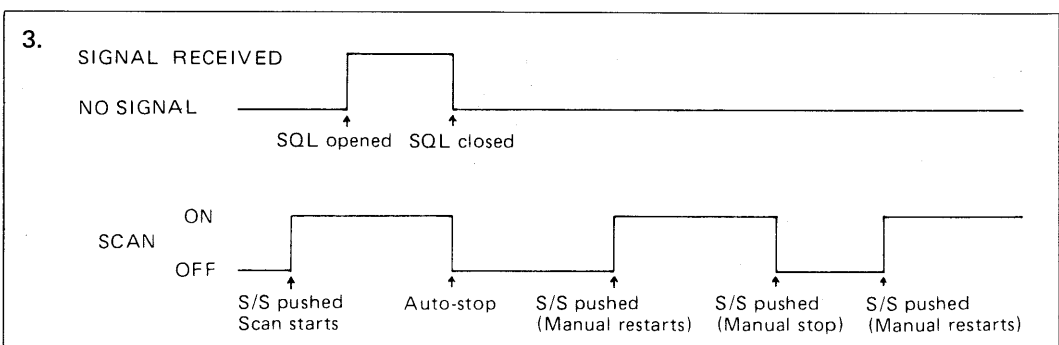 3.
SIGNAL RECEIVED
NO SIGNAL
SQL opened SQL closed
ON
SCAN
OFF
S/S pushed
Scan starts
Auto-stop
S/S pushed
(Manual restarts)
S/S pushed
(Manual stop)
S/S pushed
(Manual restarts)